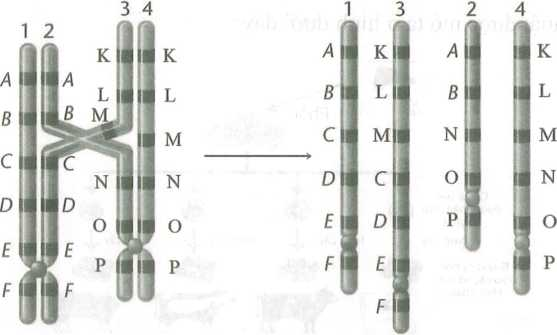 3 4
1 2
K K
A A
L L
B B M
M
C C
N N
D D
O O
E E
P P
F F
1 3 2 4
A K A K
B L B L
C M N M
D C O N
E D P O
F E P
F